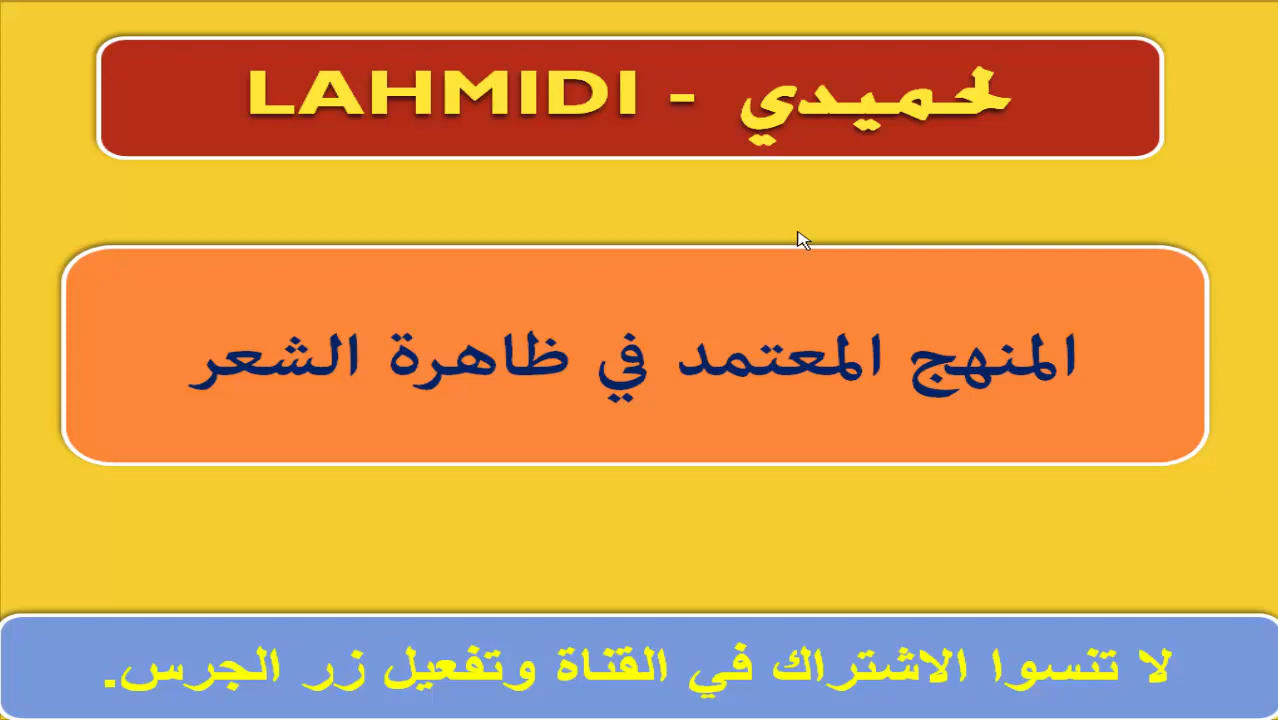 لحميدي - LAHMIDI
المنهج المعتمد في ظاهرة الشعر
لا تنسوا الاشتراك في القناة وتفعيل زر الجرس.